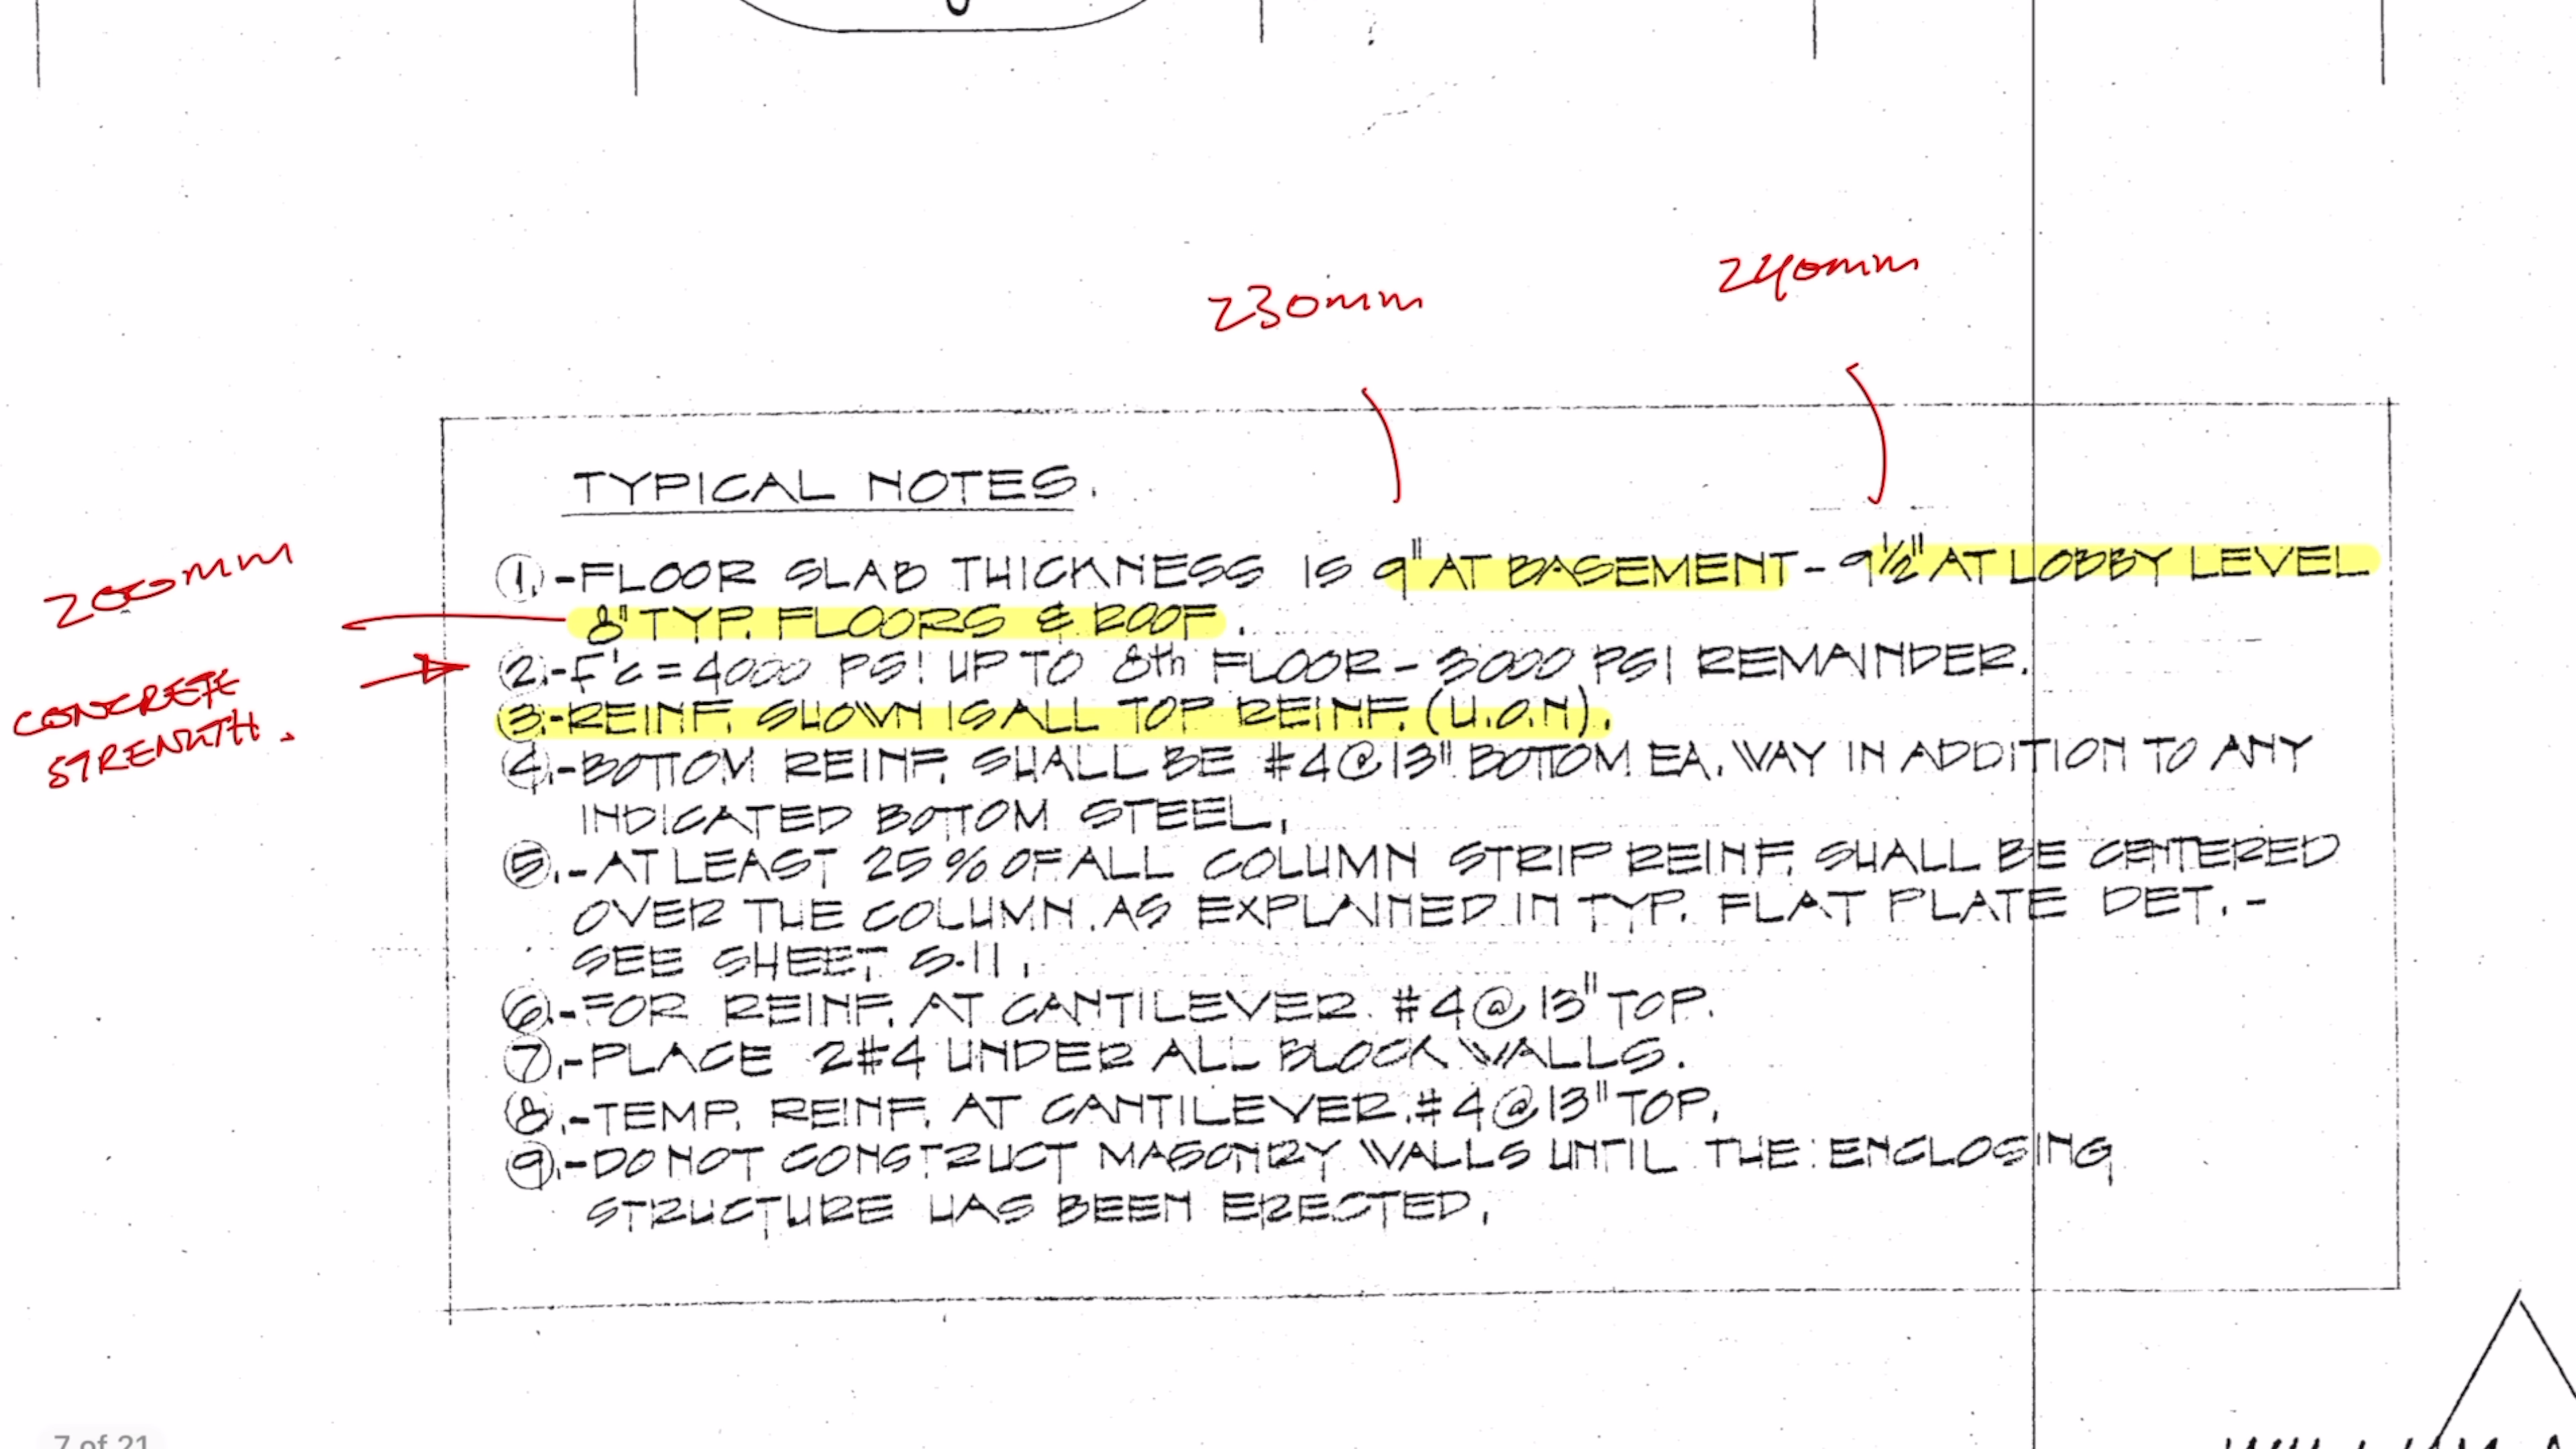 240mm
230mm
TYPICAL NOTES.
①.-FLOOR SLAB THICKNESS IS 9" AT BASEMENT - 9½" AT LOBBY LEVEL
200mm
8" TYP. FLOORS & ROOF.
②.-f'c = 4000 PSI UP TO 8th FLOOR - 3000 PSI REMAINDER.
CONCRETE
STRENGTH.
③.-REINF. SHOWN IS ALL TOP REINF. (U.O.N).
④.-BOTTOM REINF. SHALL BE #4@13" BOTTOM EA. WAY IN ADDITION TO ANY
INDICATED BOTTOM STEEL.
⑤.-AT LEAST 25% OF ALL COLUMN STRIP REINF. SHALL BE CENTERED
OVER THE COLUMN. AS EXPLAINED IN TYP. FLAT PLATE DET. -
SEE SHEET S-11.
⑥.-FOR REINF. AT CANTILEVER #4@13" TOP.
⑦.-PLACE 2#4 UNDER ALL BLOCK WALLS.
⑧.-TEMP. REINF. AT CANTILEVER.#4@13" TOP.
⑨.-DO NOT CONSTRUCT MASONRY WALLS UNTIL THE ENCLOSING
STRUCTURE HAS BEEN ERECTED.
7 of 21